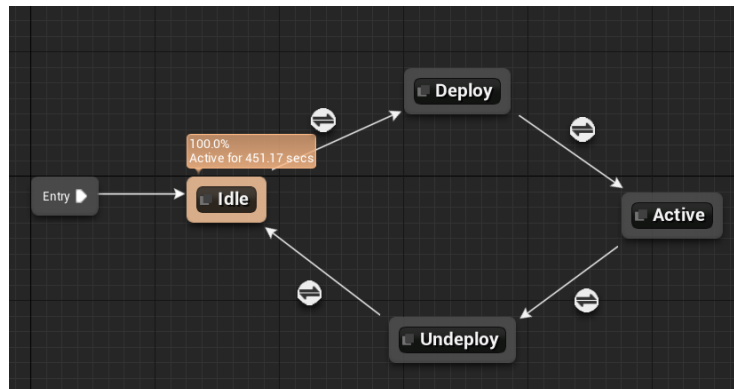 Deploy
100.0%
Active for 451.17 secs
Entry
Idle
Active
Undeploy